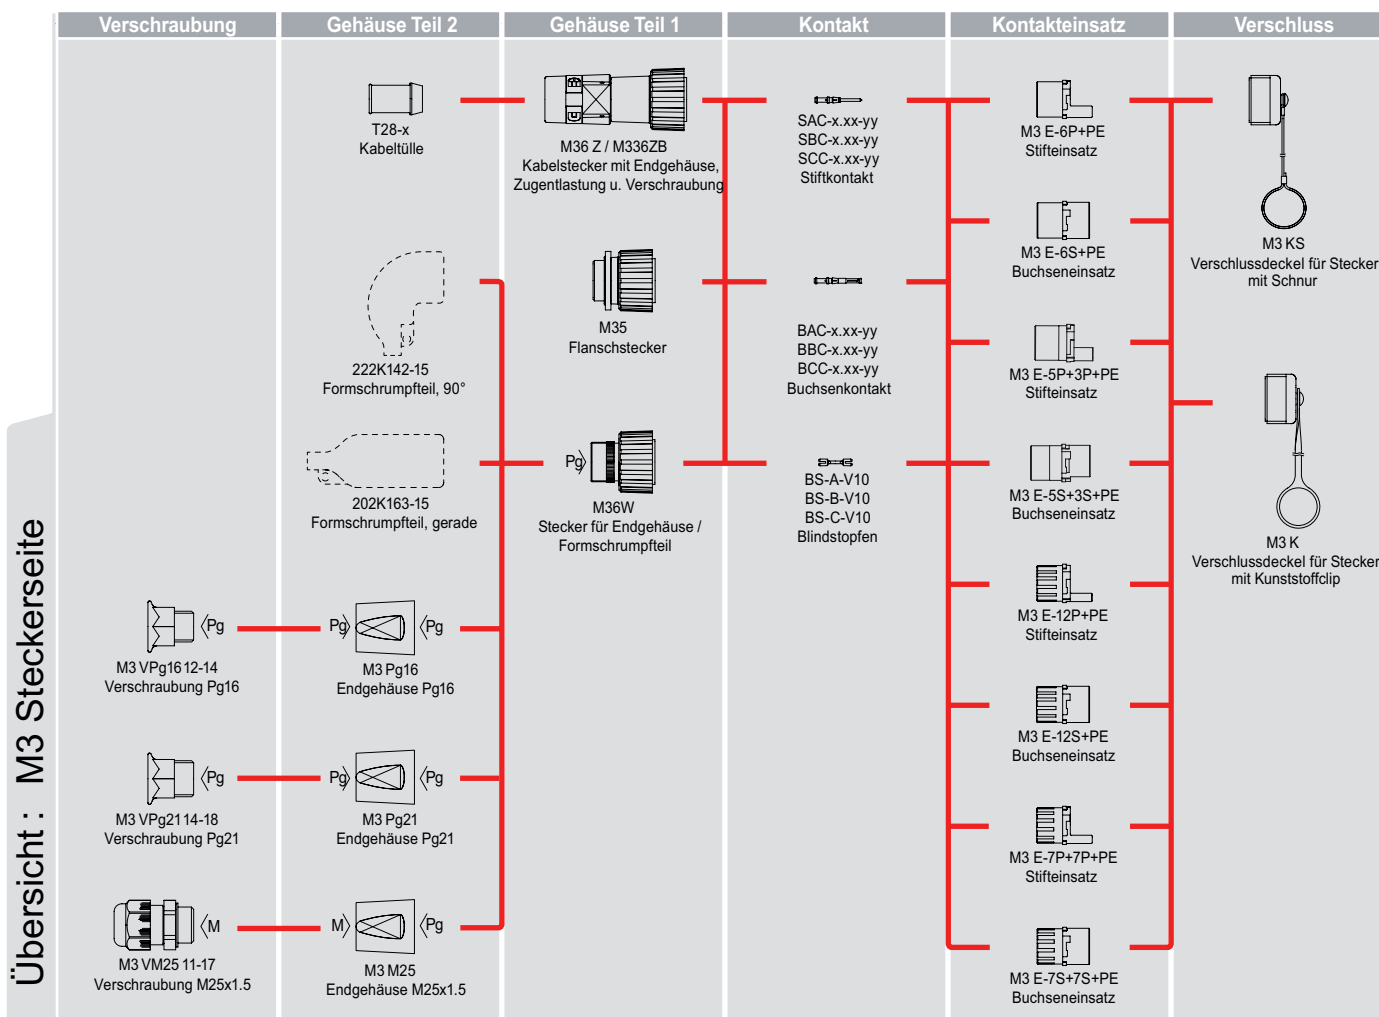 Übersicht : M3 Steckerseite
Verschraubung
Gehäuse Teil 2
Gehäuse Teil 1
Kontakt
Kontakteinsatz
Verschluss
Pg
M3 VPg16 12-14
Verschraubung Pg16
Pg
M3 VPg21 14-18
Verschraubung Pg21
M
M3 VM25 11-17
Verschraubung M25x1.5
T28-x
Kabeltülle
222K142-15
Formschrumpfteil, 90°
202K163-15
Formschrumpfteil, gerade
Pg Pg
M3 Pg16
Endgehäuse Pg16
Pg Pg
M3 Pg21
Endgehäuse Pg21
M Pg
M3 M25
Endgehäuse M25x1.5
M36 Z / M336ZB
Kabelstecker mit Endgehäuse,
Zugentlastung u. Verschraubung
M35
Flanschstecker
Pg
M36W
Stecker für Endgehäuse /
Formschrumpfteil
SAC-x.xx-yy
SBC-x.xx-yy
SCC-x.xx-yy
Stiftkontakt
BAC-x.xx-yy
BBC-x.xx-yy
BCC-x.xx-yy
Buchsenkontakt
BS-A-V10
BS-B-V10
BS-C-V10
Blindstopfen
M3 E-6P+PE
Stifteinsatz
M3 E-6S+PE
Buchseneinsatz
M3 E-5P+3P+PE
Stifteinsatz
M3 E-5S+3S+PE
Buchseneinsatz
M3 E-12P+PE
Stifteinsatz
M3 E-12S+PE
Buchseneinsatz
M3 E-7P+7P+PE
Stifteinsatz
M3 E-7S+7S+PE
Buchseneinsatz
M3 KS
Verschlussdeckel für Stecker
mit Schnur
M3 K
Verschlussdeckel für Stecker
mit Kunststoffclip